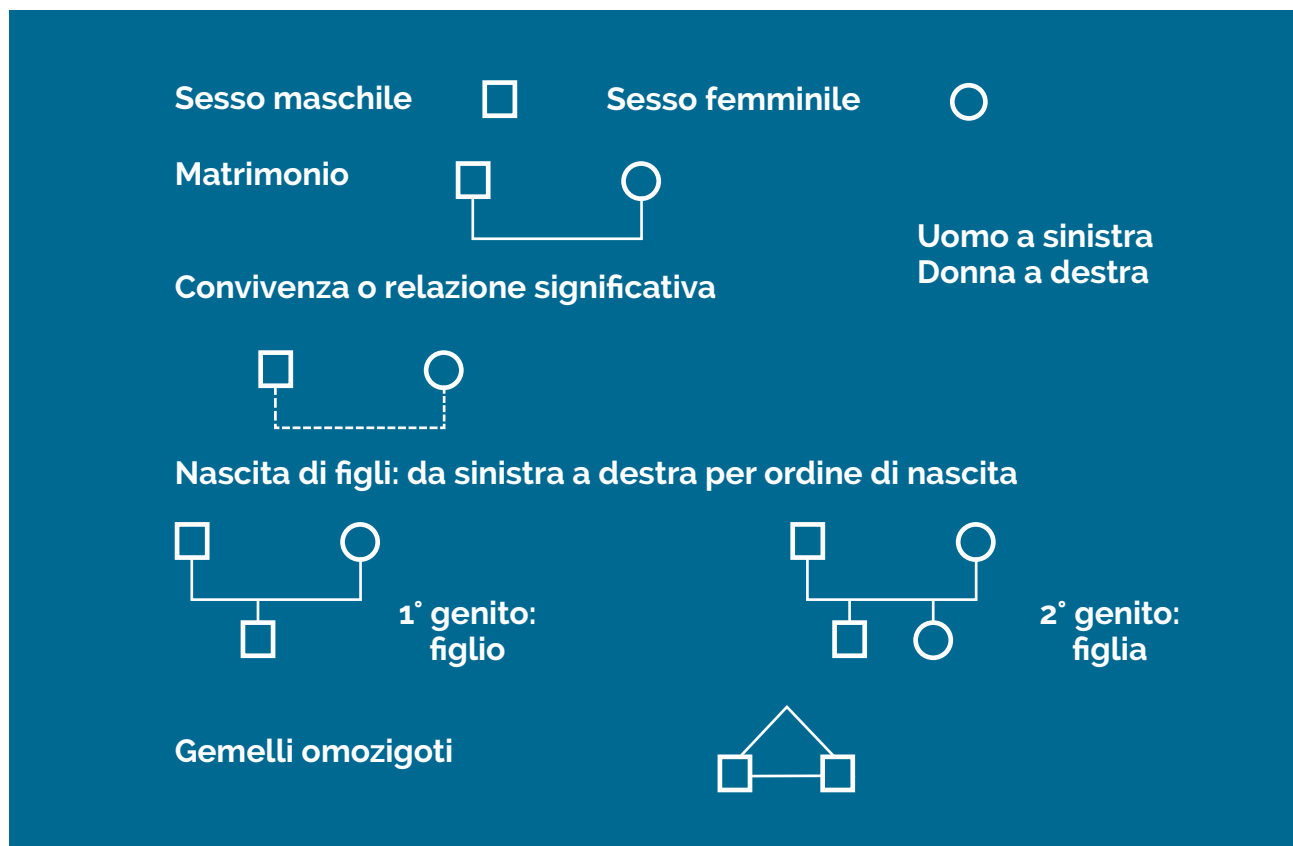 Sesso maschile
Sesso femminile
Matrimonio
Uomo a sinistra
Donna a destra
Convivenza o relazione significativa
Nascita di figli: da sinistra a destra per ordine di nascita
1° genito:
figlio
2° genito:
figlia
Gemelli omozigoti